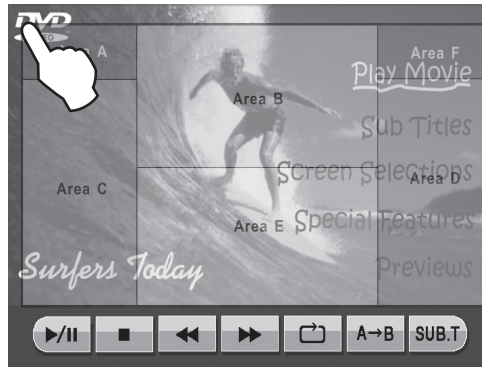 DVD
Area A
Area F
Play Movie
Area B
Sub Titles
Screen Selections
Area D
Area C
Area E
Special Features
Surfers Today
Previews
A→B
SUB.T